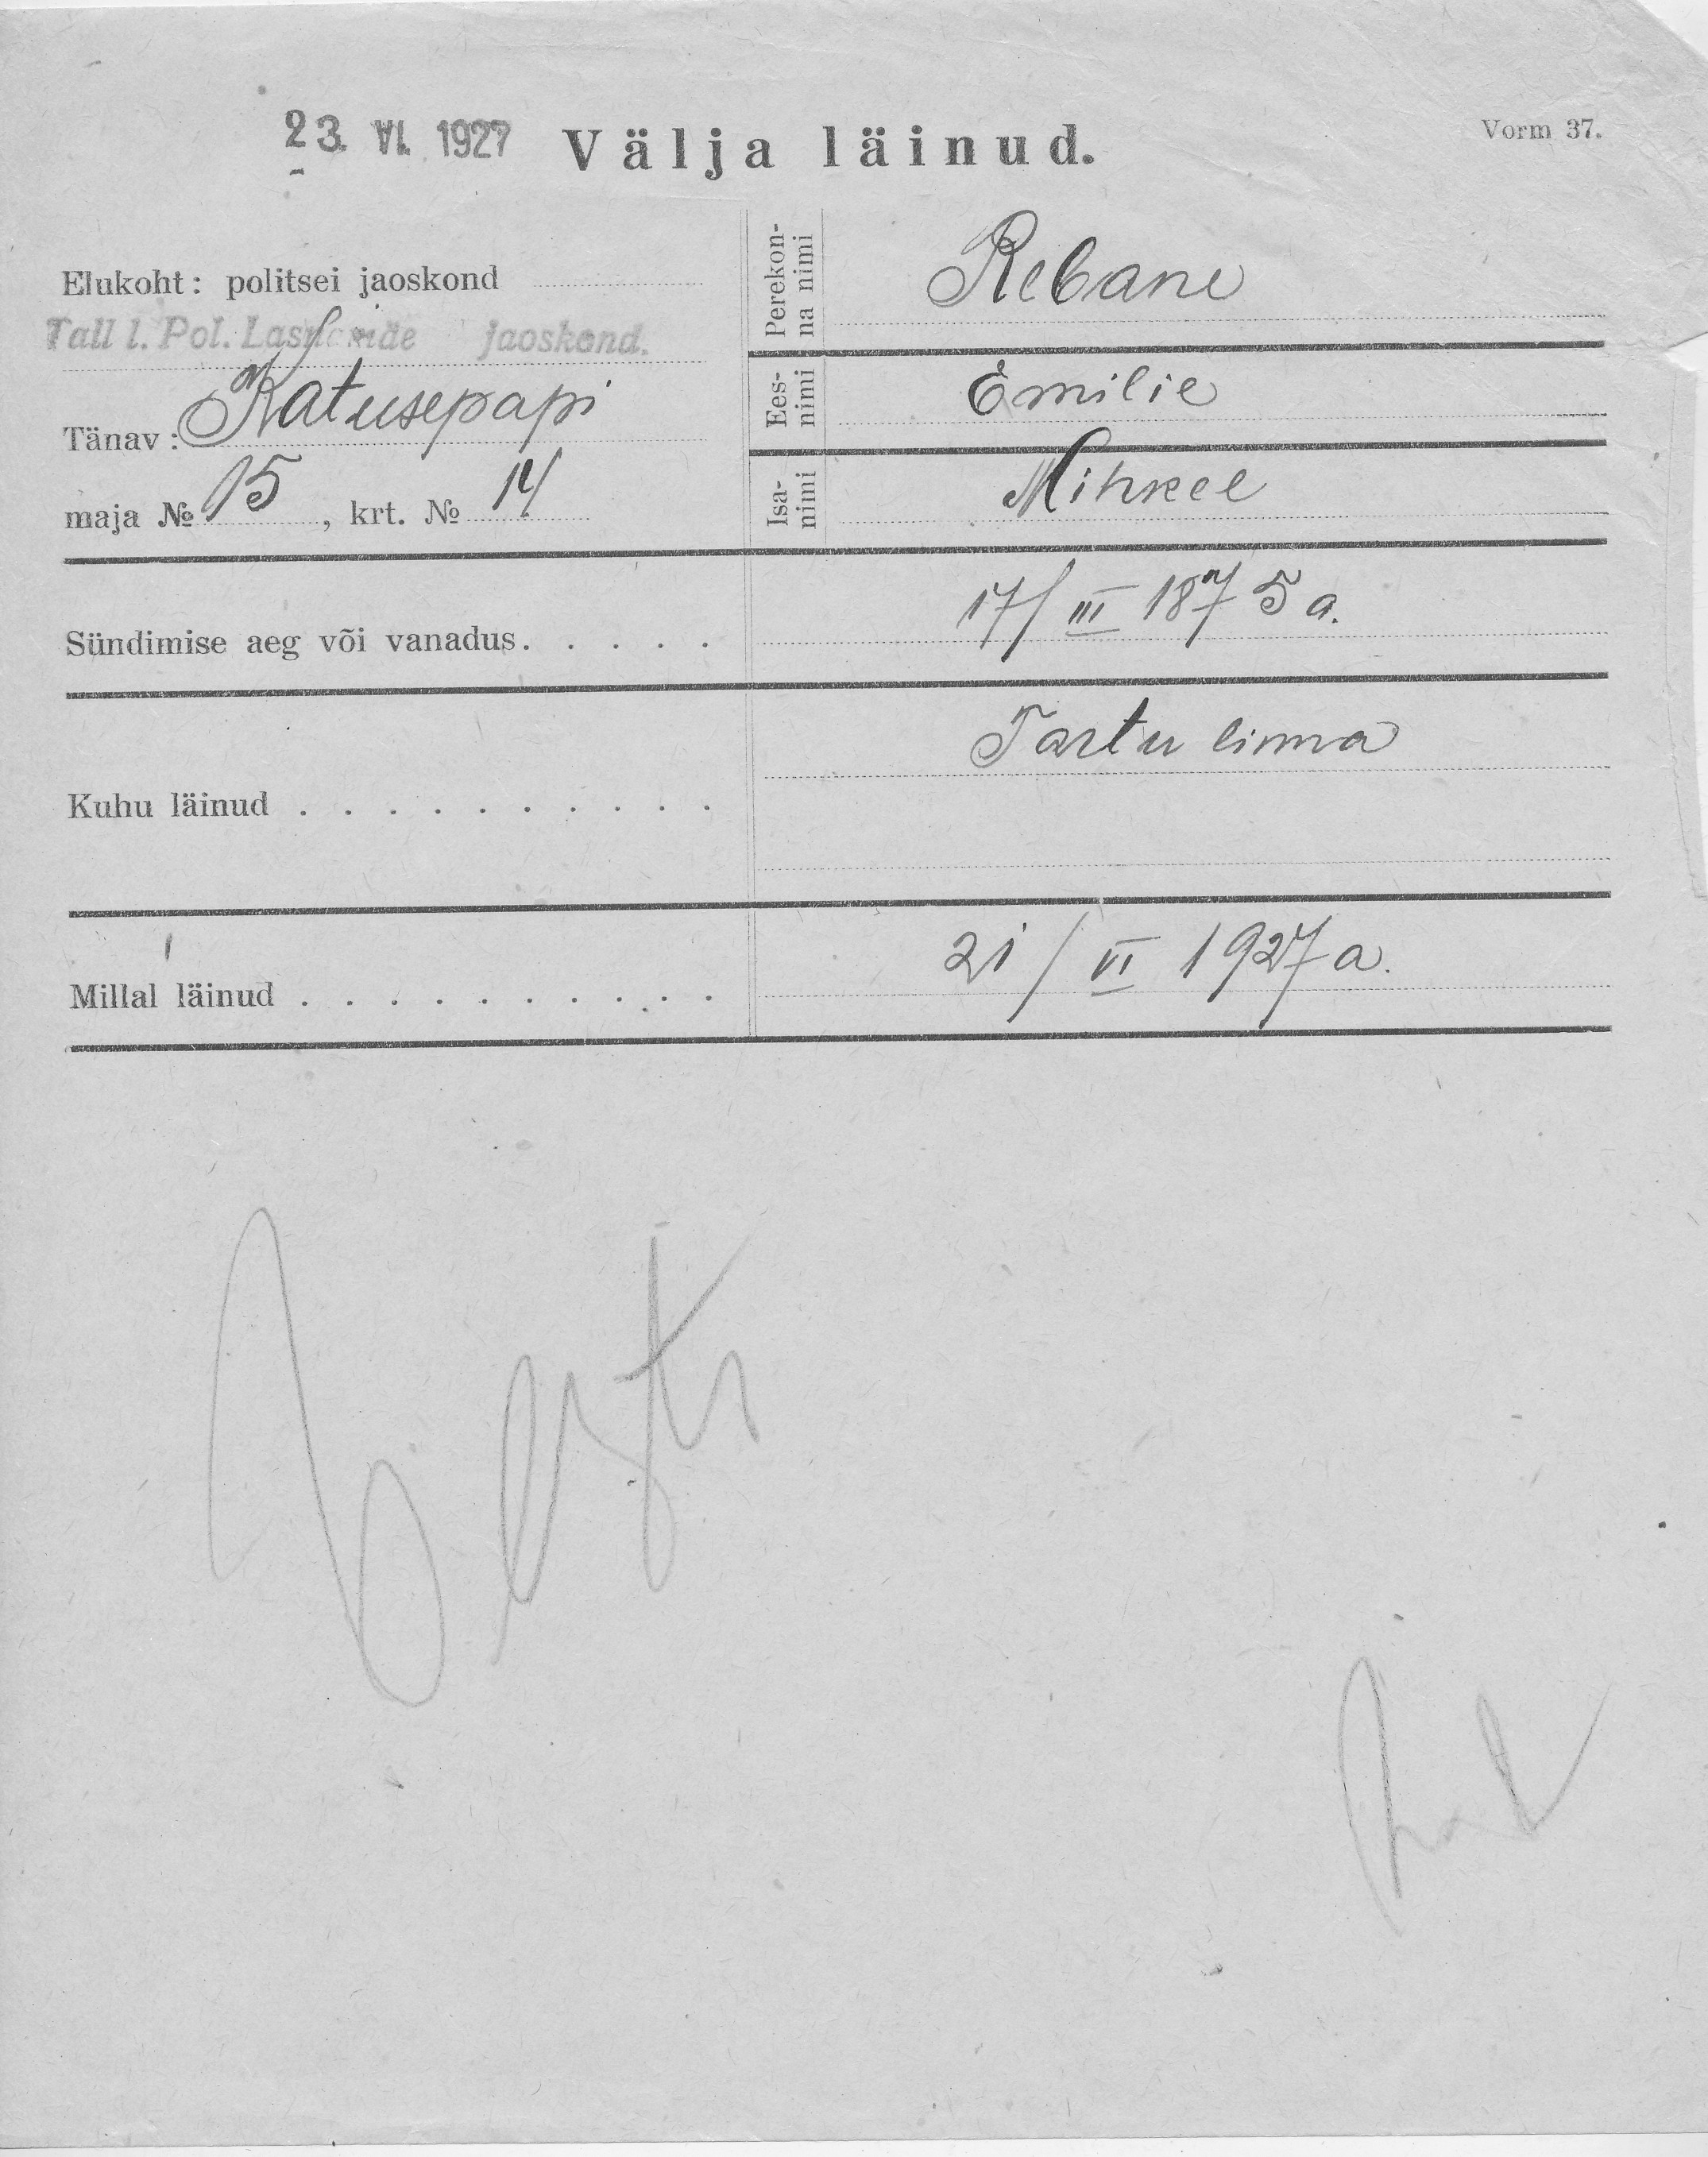 23. VI. 1927 Välja läinud.
Vorm 37.
Elukoht: politsei jaoskond
Tall l. Pol. Lasnamäe jaoskond.
Tänav: Katusepapi
maja № 15, krt. № 14
Perekon-
na nimi
Rebane
Ees-
nimi
Emilie
Isa-
nimi
Mihkel
Sündimise aeg või vanadus. . . . .
17/III 1875 a.
Kuhu läinud . . . . . . . . . .
Tartu linna
Millal läinud . . . . . . . . . .
21/VI 1927 a.